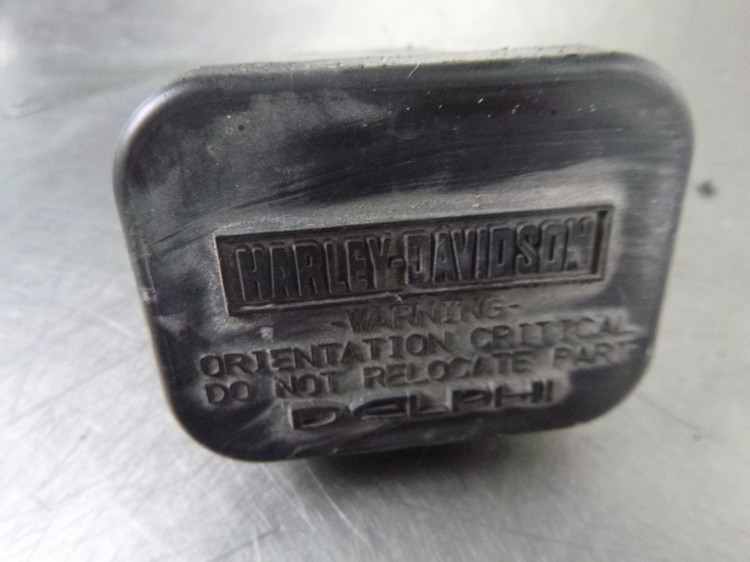 HARLEY-DAVIDSON
-WARNING-
ORIENTATION CRITICAL
DO NOT RELOCATE PART
DELPHI